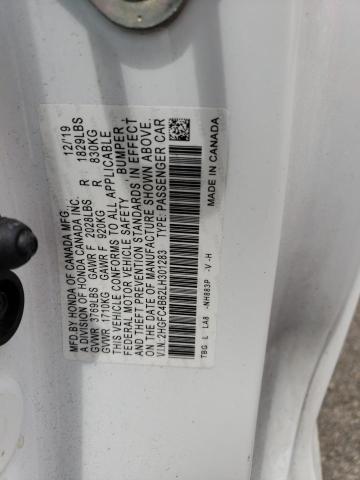 MFD BY HONDA OF CANADA MFG. 12/19
A DIVISION OF HONDA CANADA INC.
GVWR 3769LBS GAWR F 2028LBS R 1829LBS
GVWR 1710KG GAWR F 920KG R 830KG
THIS VEHICLE CONFORMS TO ALL APPLICABLE
FEDERAL MOTOR VEHICLE SAFETY BUMPER,
AND THEFT PREVENTION STANDARDS IN EFFECT
ON THE DATE OF MANUFACTURE SHOWN ABOVE.
V.I.N. 2HGFC4B62LH301283 TYPE: PASSENGER CAR
MADE IN CANADA
TBG L LA8 -NH883P -V -H